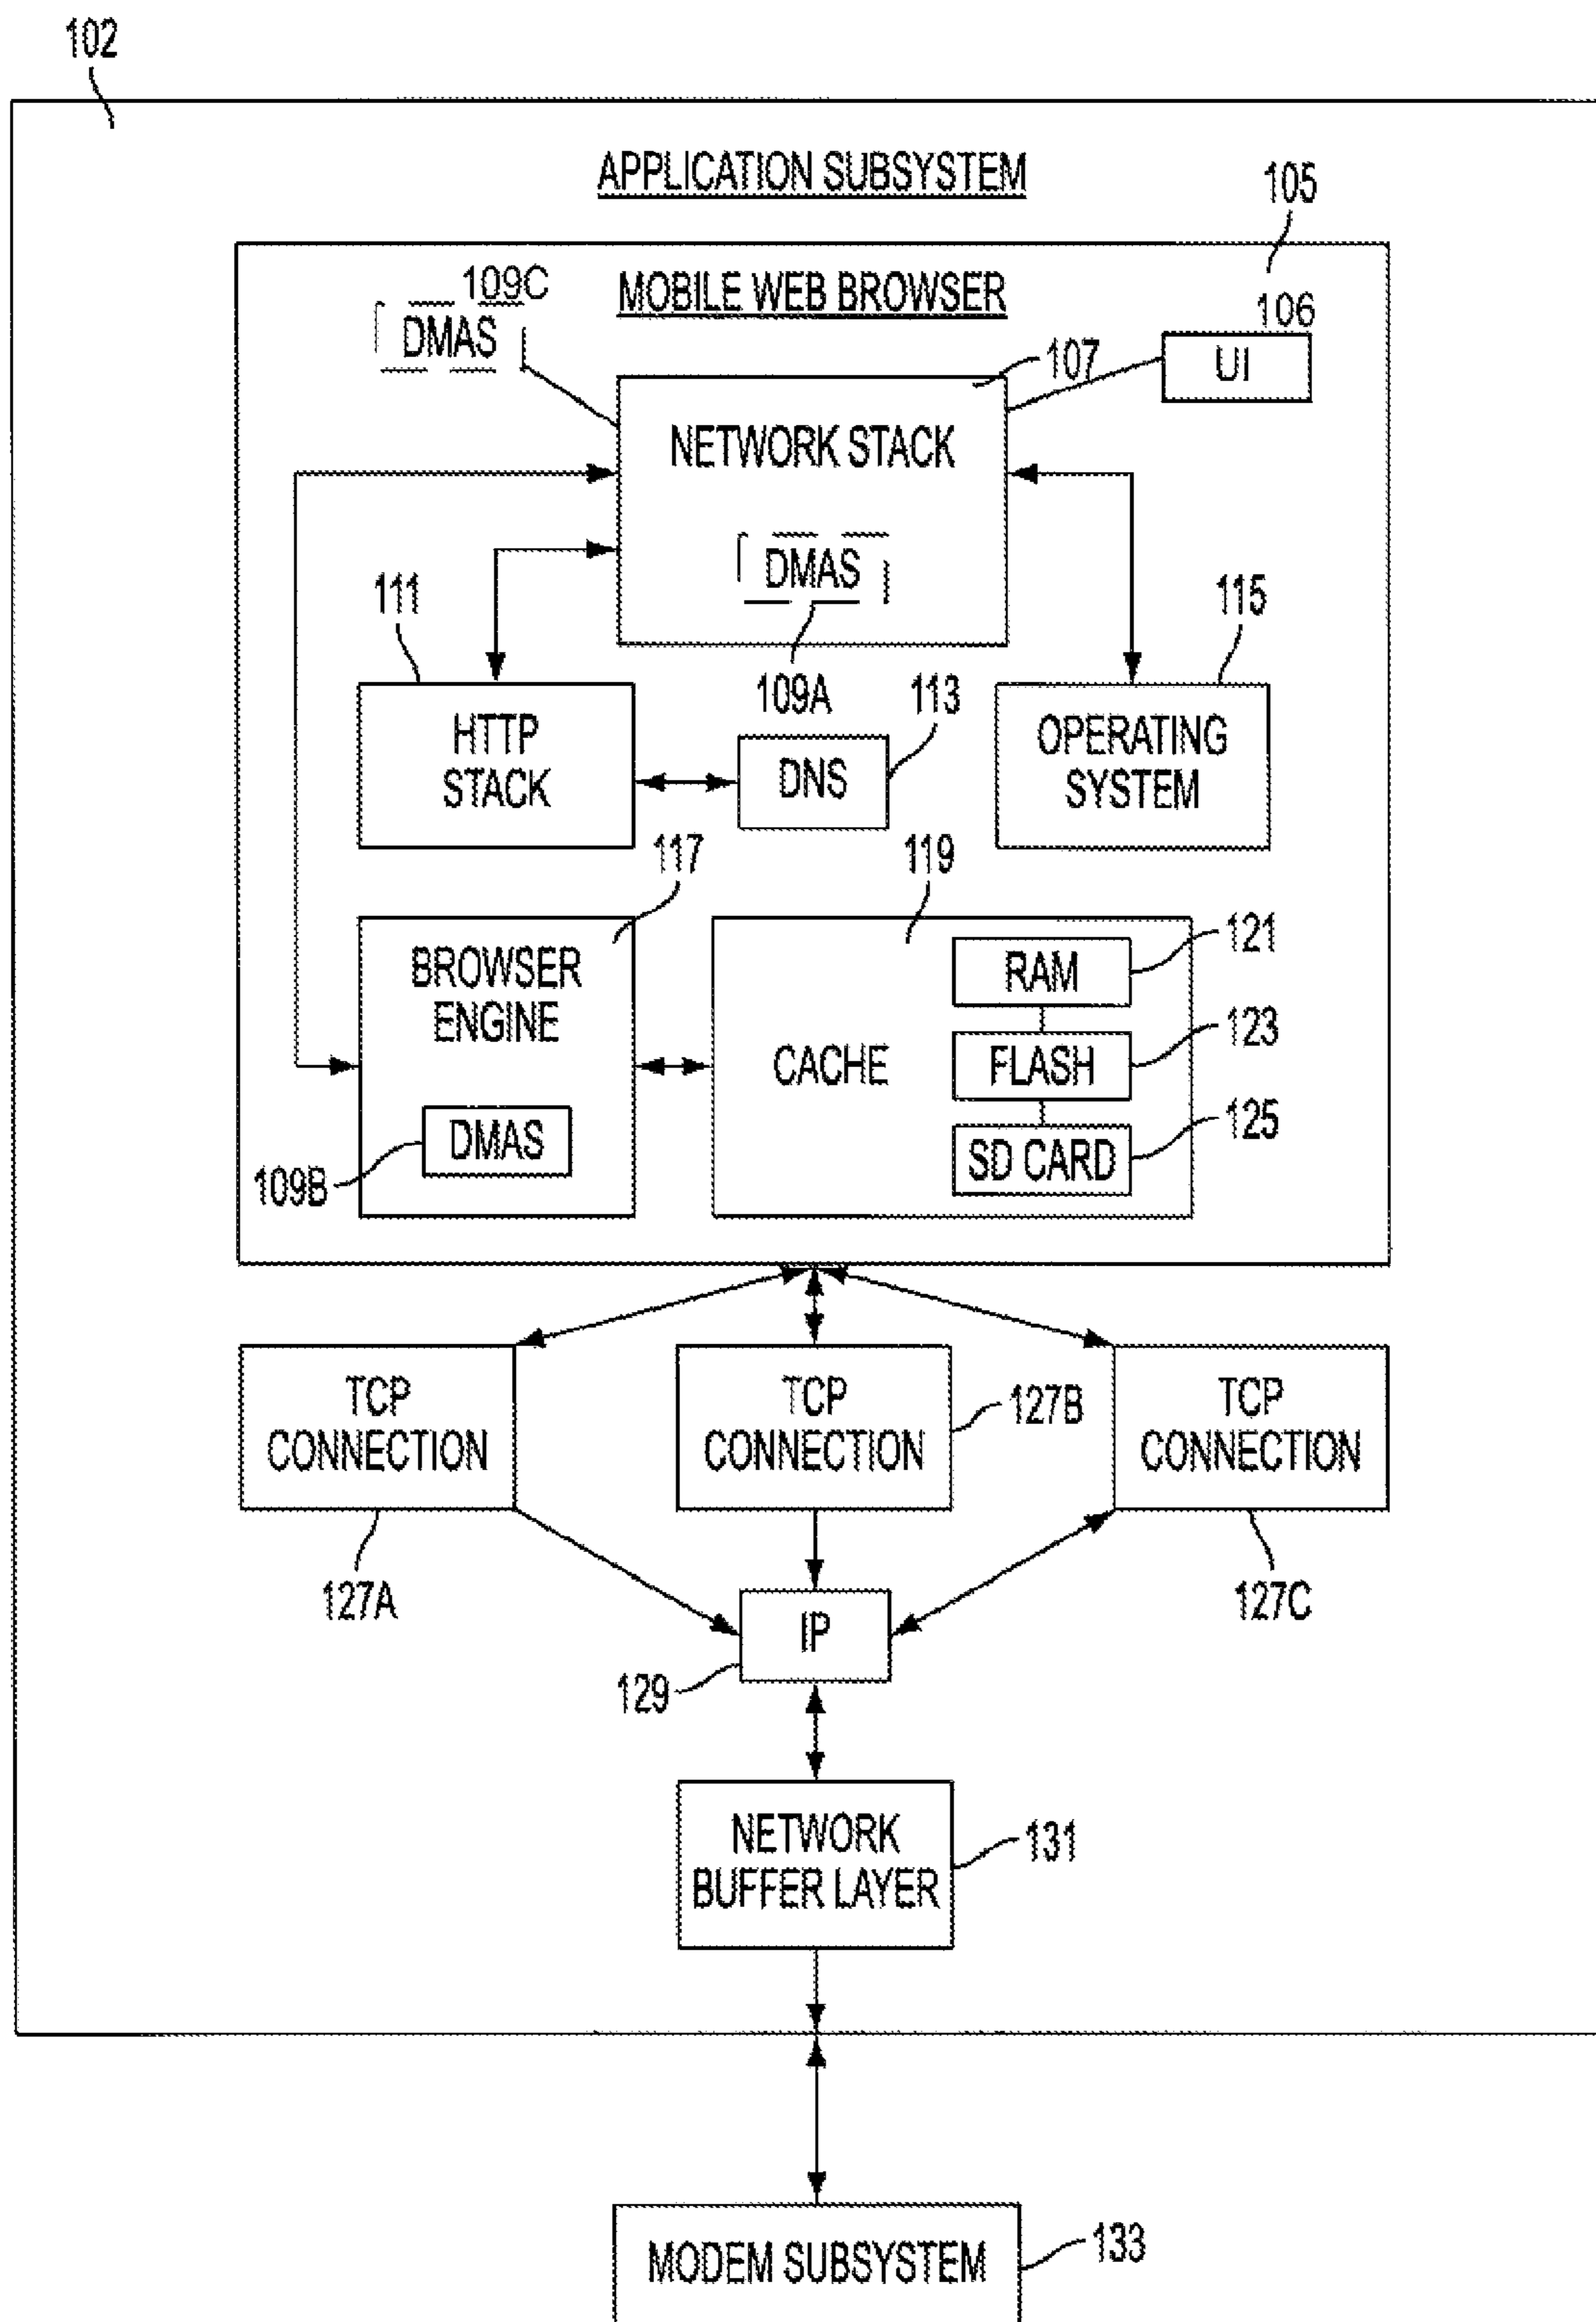 102
APPLICATION SUBSYSTEM
105
109C
MOBILE WEB BROWSER
106
DMAS
107
UI
NETWORK STACK
DMAS
111
115
109A
113
HTTP
STACK
DNS
OPERATING
SYSTEM
117
119
BROWSER
ENGINE
RAM
121
CACHE
FLASH
123
DMAS
SD CARD
125
109B
TCP
CONNECTION
TCP
CONNECTION
127B
TCP
CONNECTION
127A
127C
IP
129
NETWORK
BUFFER LAYER
131
MODEM SUBSYSTEM
133